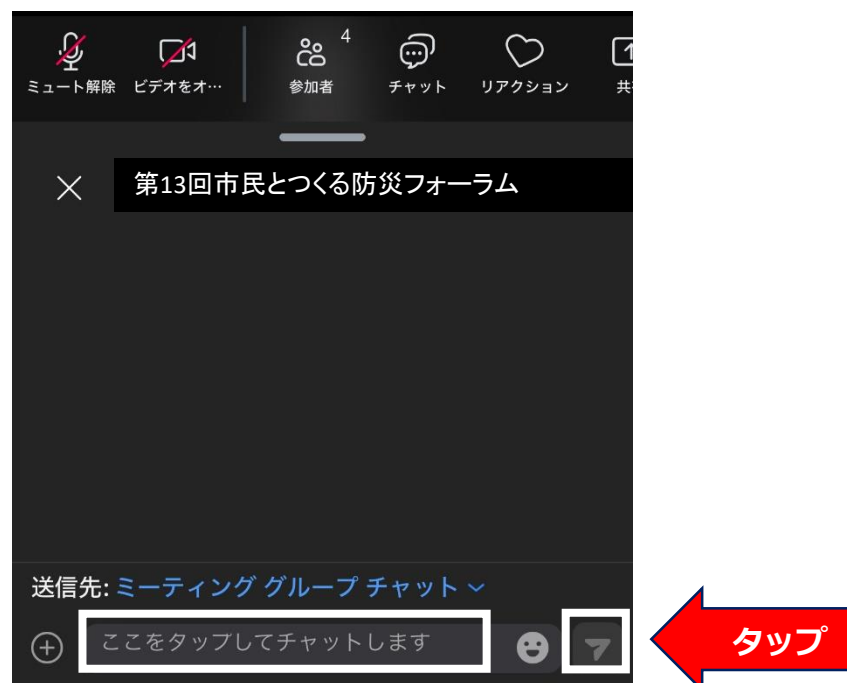 4
ミュート解除 ビデオをオ… 参加者 チャット リアクション
第13回市民とつくる防災フォーラム
送信先: ミーティング グループ チャット
ここをタップしてチャットします
タップ